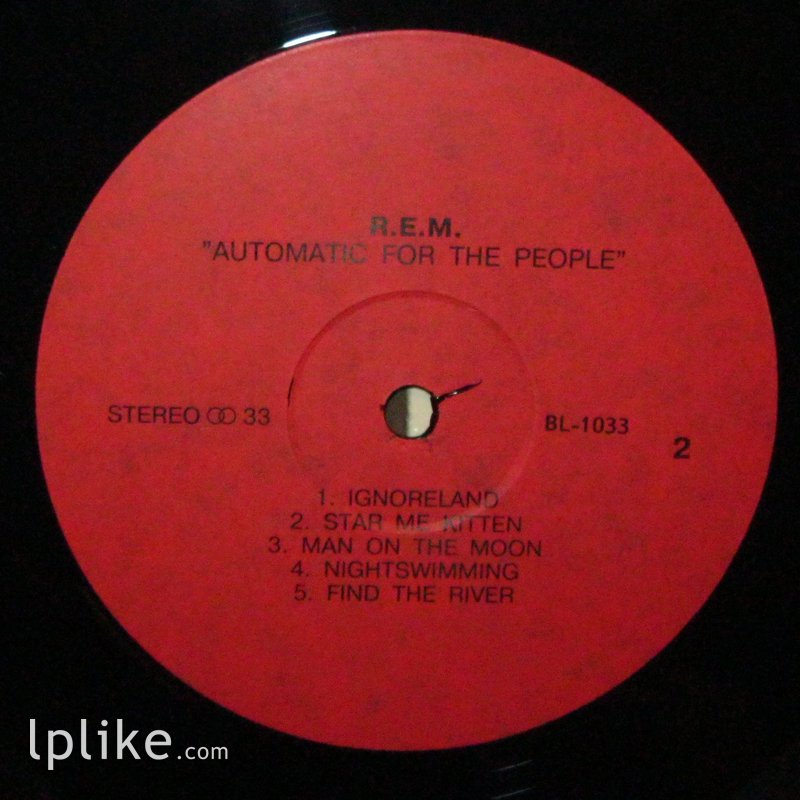 R.E.M.
"AUTOMATIC FOR THE PEOPLE"
STEREO 33
BL-1033
2
1. IGNORELAND
2. STAR ME KITTEN
3. MAN ON THE MOON
4. NIGHTSWIMMING
5. FIND THE RIVER
lplike.com